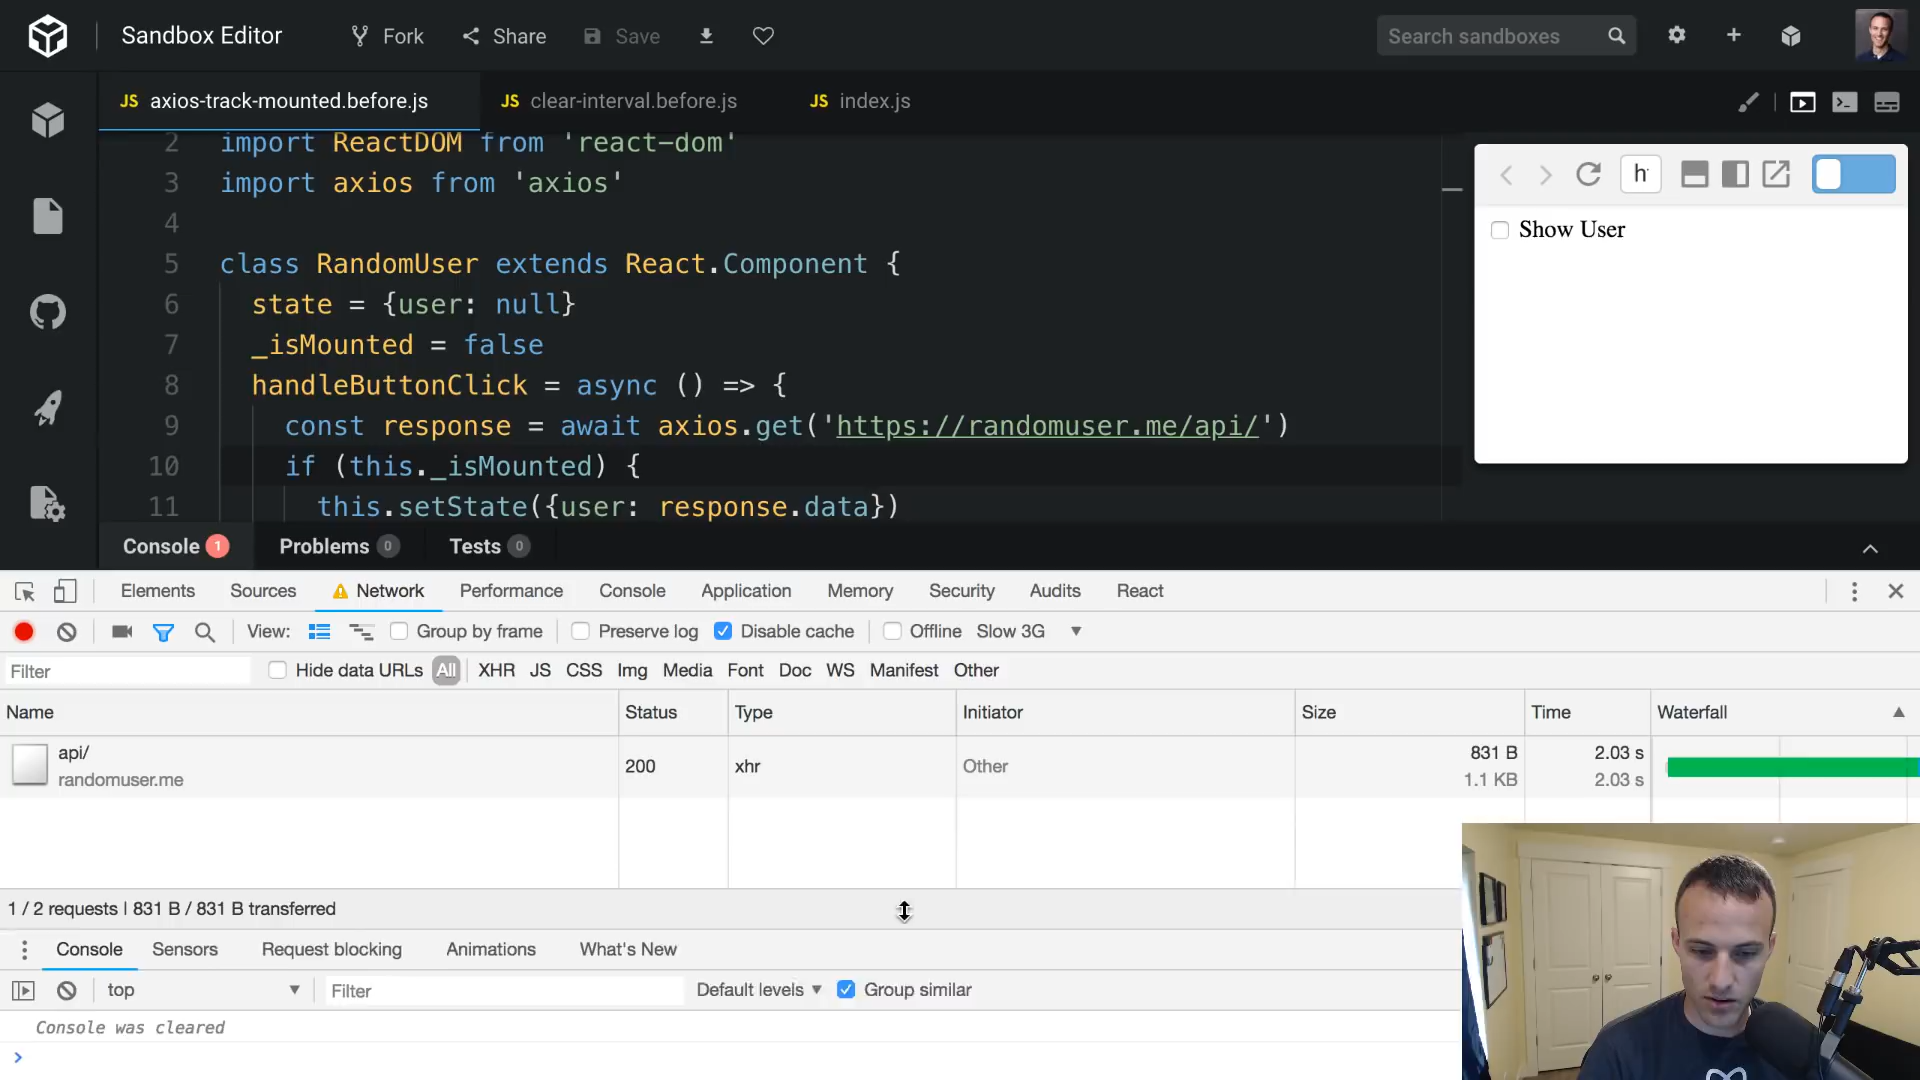 Sandbox Editor Fork Share Save Search sandboxes
JS axios-track-mounted.before.js JS clear-interval.before.js JS index.js
2 import ReactDOM from 'react-dom'
3 import axios from 'axios'
4
5 class RandomUser extends React.Component {
6 state = {user: null}
7 _isMounted = false
8 handleButtonClick = async () => {
9 const response = await axios.get('https://randomuser.me/api/')
10 if (this._isMounted) {
11 this.setState({user: response.data})
h
Show User
Console 1 Problems 0 Tests 0
Elements Sources Network Performance Console Application Memory Security Audits React
View: Group by frame Preserve log Disable cache Offline Slow 3G
Filter Hide data URLs All XHR JS CSS Img Media Font Doc WS Manifest Other
Name Status Type Initiator Size Time Waterfall
api/ 200 xhr Other 831 B 2.03 s
randomuser.me 1.1 KB 2.03 s
1 / 2 requests | 831 B / 831 B transferred
Console Sensors Request blocking Animations What's New
top Filter Default levels Group similar
Console was cleared
>